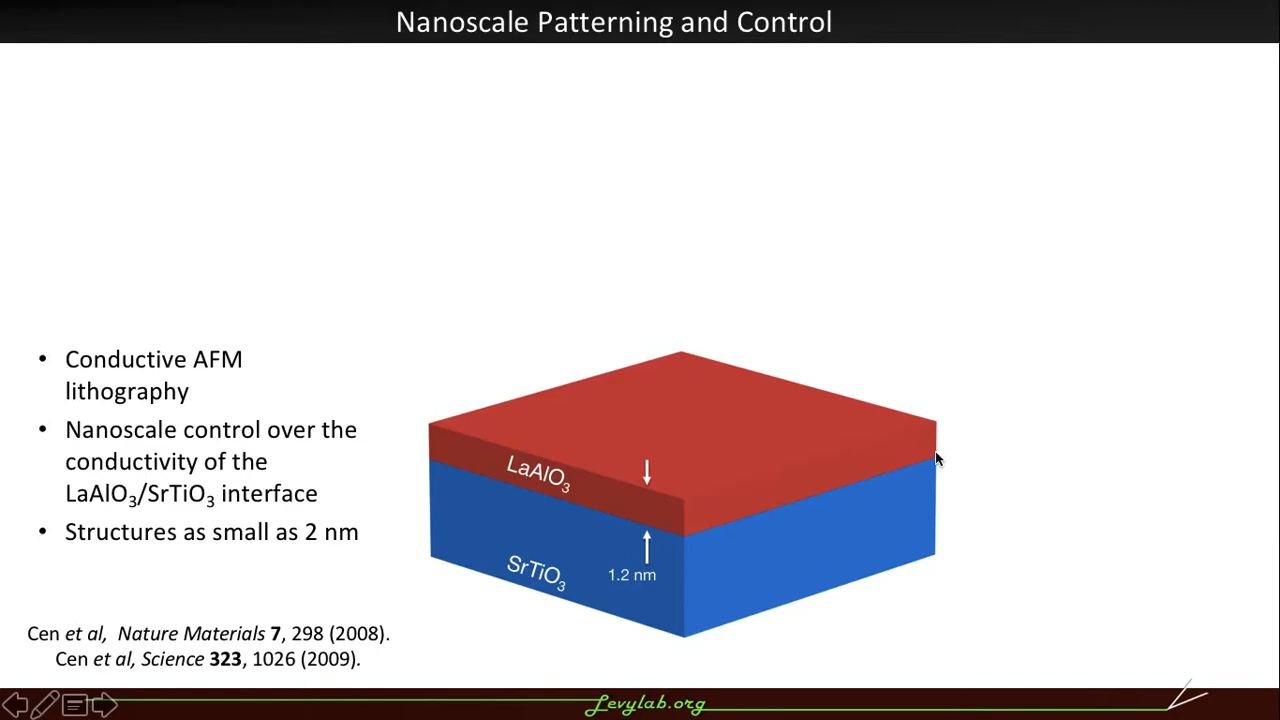 Nanoscale Patterning and Control
• Conductive AFM
lithography
• Nanoscale control over the
conductivity of the
LaAlO₃/SrTiO₃ interface
• Structures as small as 2 nm
LaAlO₃
SrTiO₃
1.2 nm
Cen et al, Nature Materials 7, 298 (2008).
Cen et al, Science 323, 1026 (2009).
Levylab.org